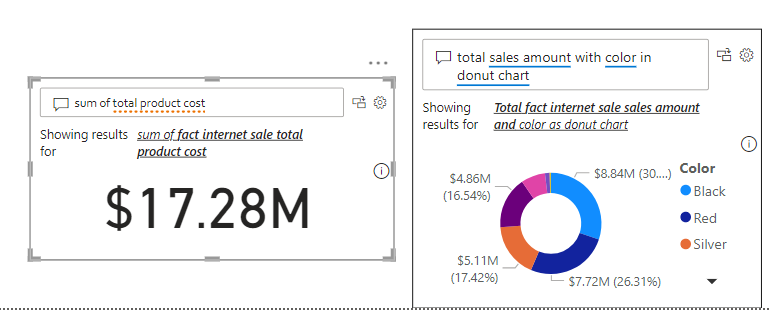 sum of total product cost
Showing results for
sum of fact internet sale total
product cost
$17.28M
total sales amount with color in
donut chart
Showing
results for
Total fact internet sale sales amount
and color as donut chart
$8.84M (30....)
$4.86M
(16.54%)
$5.11M
(17.42%)
$7.72M (26.31%)
Color
Black
Red
Silver